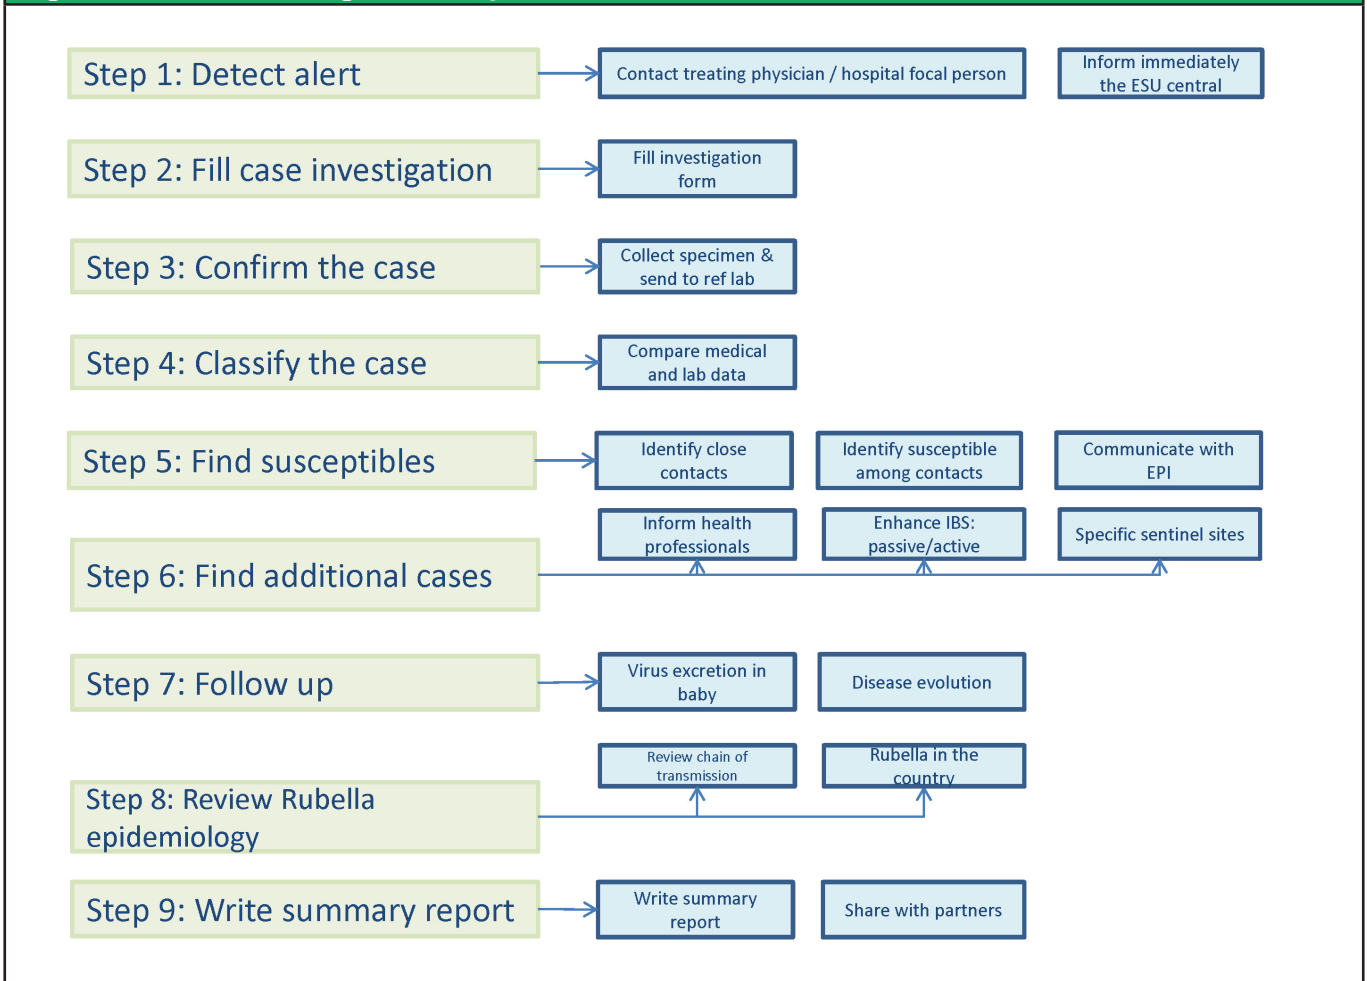 Step 1: Detect alert
Contact treating physician / hospital focal person
Inform immediately
the ESU central
Step 2: Fill case investigation
Fill investigation
form
Step 3: Confirm the case
Collect specimen &
send to ref lab
Step 4: Classify the case
Compare medical
and lab data
Step 5: Find susceptibles
Identify close
contacts
Identify susceptible
among contacts
Communicate with
EPI
Step 6: Find additional cases
Inform health
professionals
Enhance IBS:
passive/active
Specific sentinel sites
Step 7: Follow up
Virus excretion in
baby
Disease evolution
Step 8: Review Rubella
epidemiology
Review chain of
transmission
Rubella in the
country
Step 9: Write summary report
Write summary
report
Share with partners